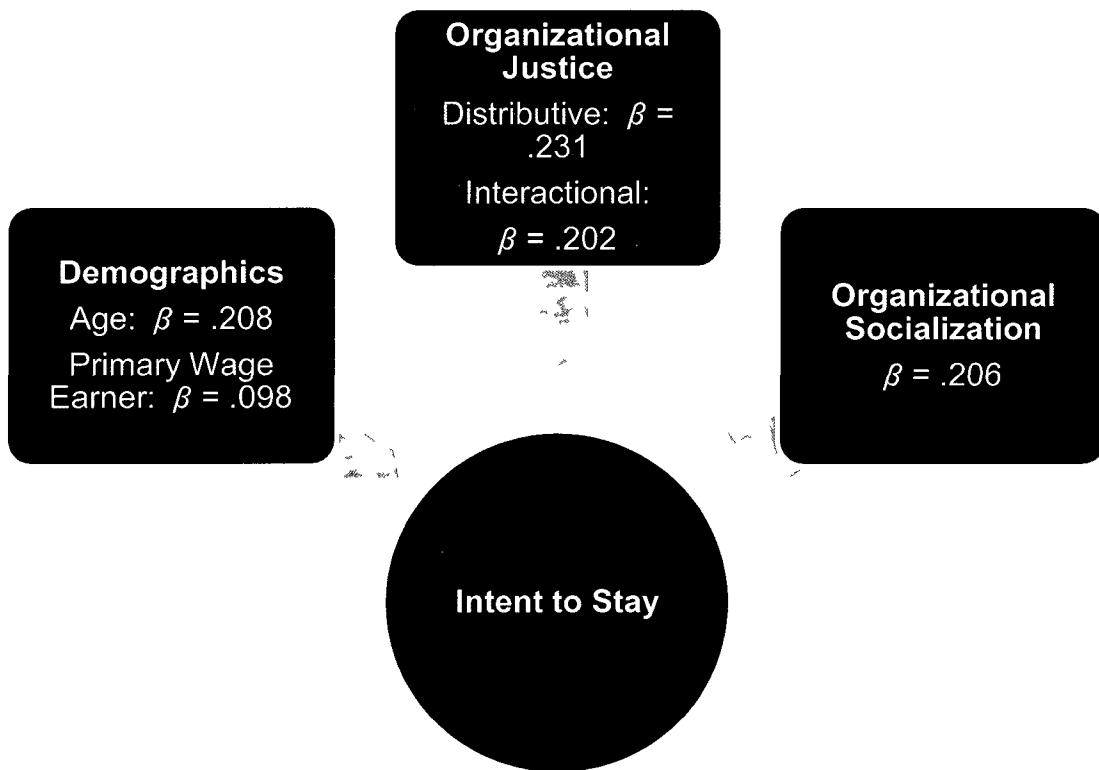 Organizational
Justice
Distributive: β =
.231
Interactional:
β = .202
Demographics
Age: β = .208
Primary Wage
Earner: β = .098
Organizational
Socialization
β = .206
Intent to Stay